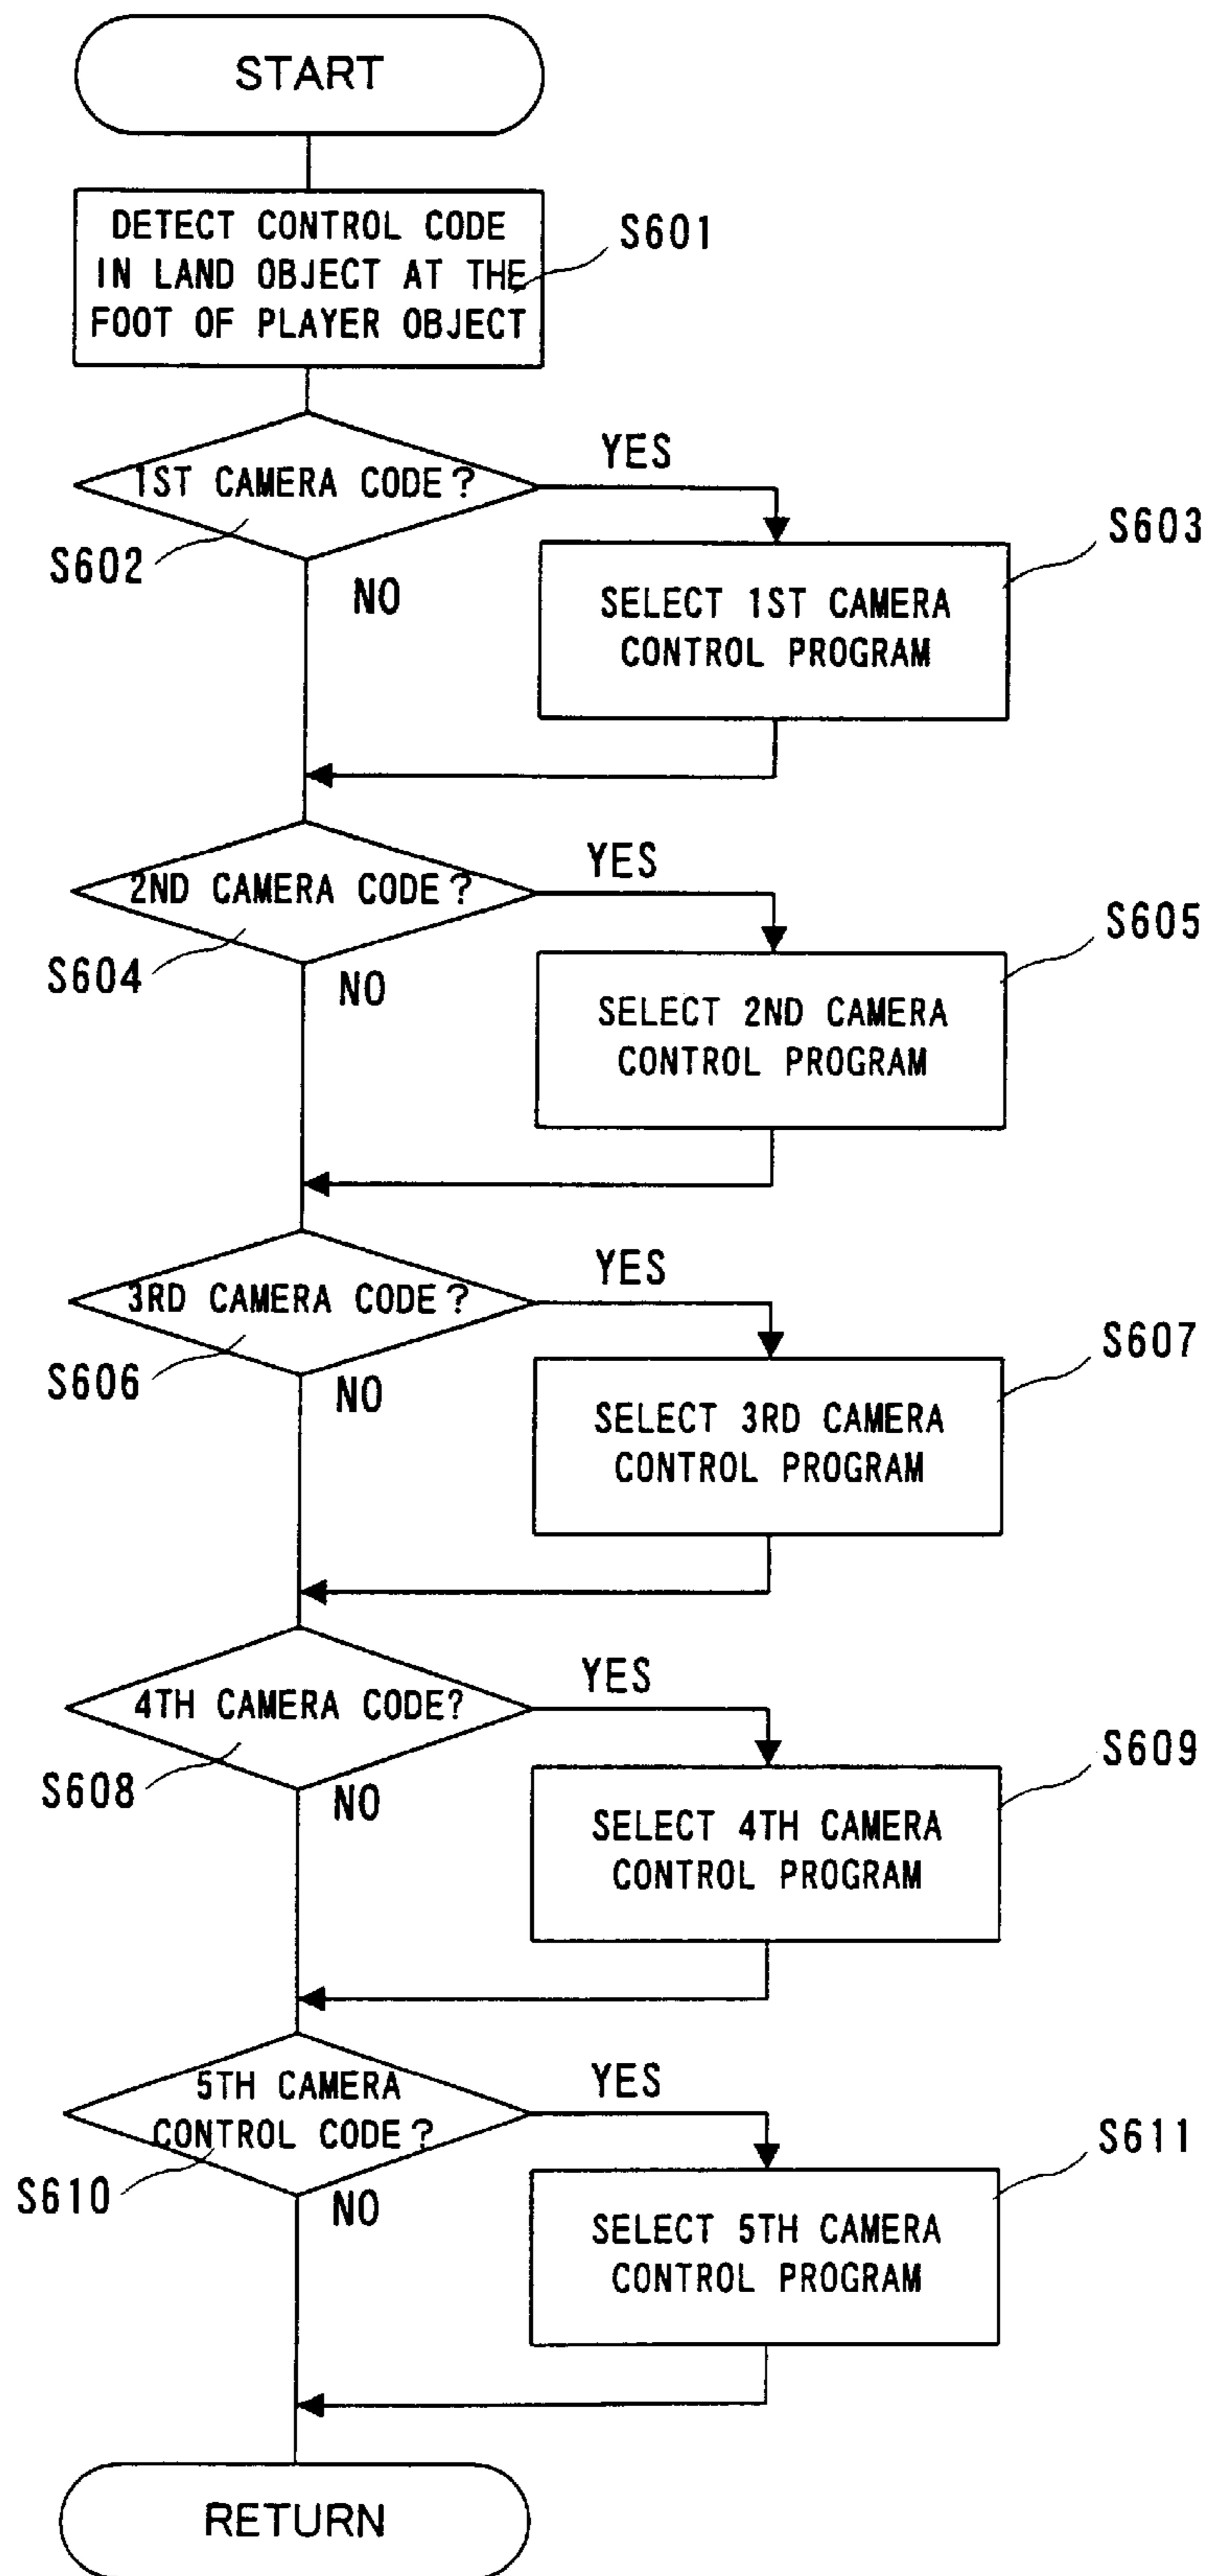 START
DETECT CONTROL CODE
IN LAND OBJECT AT THE
FOOT OF PLAYER OBJECT
S601
1ST CAMERA CODE?
YES
S602
NO
S603
SELECT 1ST CAMERA
CONTROL PROGRAM
2ND CAMERA CODE?
YES
S604
NO
S605
SELECT 2ND CAMERA
CONTROL PROGRAM
3RD CAMERA CODE?
YES
S606
NO
S607
SELECT 3RD CAMERA
CONTROL PROGRAM
4TH CAMERA CODE?
YES
S608
NO
S609
SELECT 4TH CAMERA
CONTROL PROGRAM
5TH CAMERA
CONTROL CODE?
YES
S610
NO
S611
SELECT 5TH CAMERA
CONTROL PROGRAM
RETURN